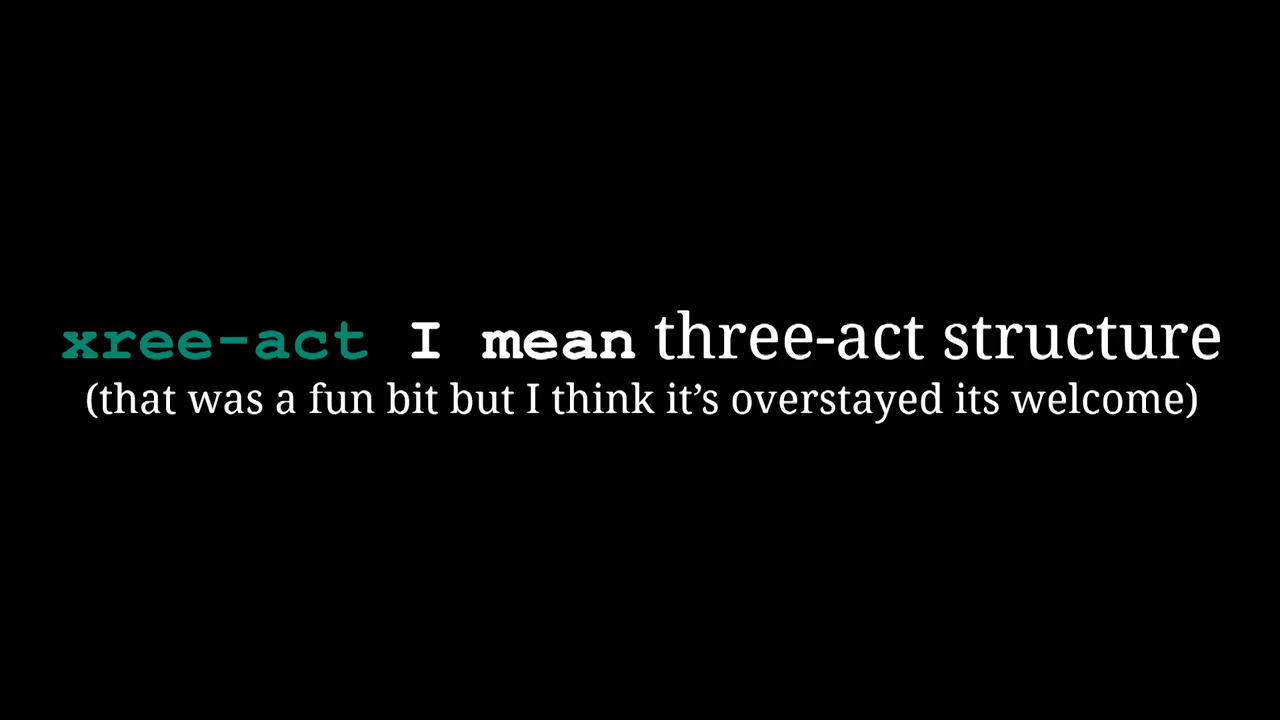 xree-act I mean three-act structure
(that was a fun bit but I think it’s overstayed its welcome)